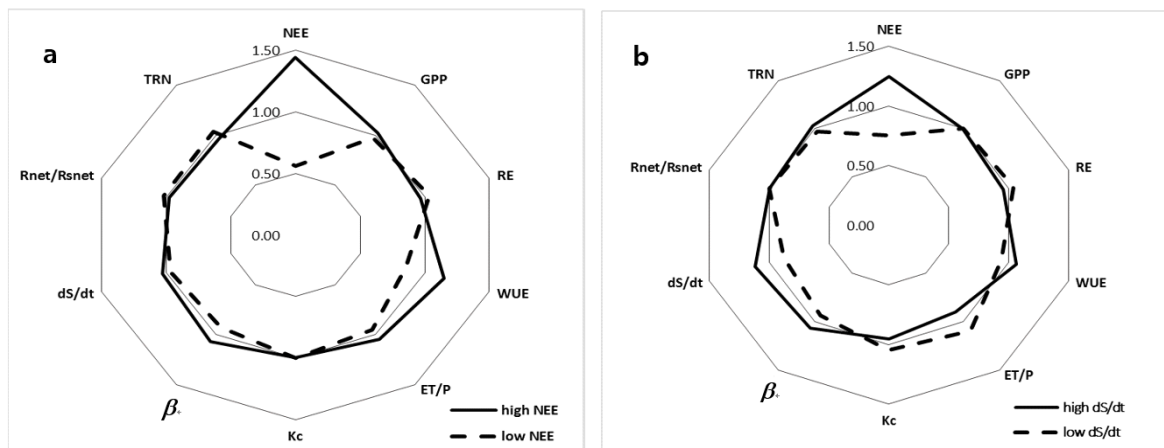 a
NEE
1.50
1.00
0.50
0.00
GPP
RE
WUE
ET/P
Kc
β+
dS/dt
Rnet/Rsnet
TRN
high NEE
low NEE
b
NEE
1.50
1.00
0.50
0.00
GPP
RE
WUE
ET/P
Kc
β+
dS/dt
Rnet/Rsnet
TRN
high dS/dt
low dS/dt